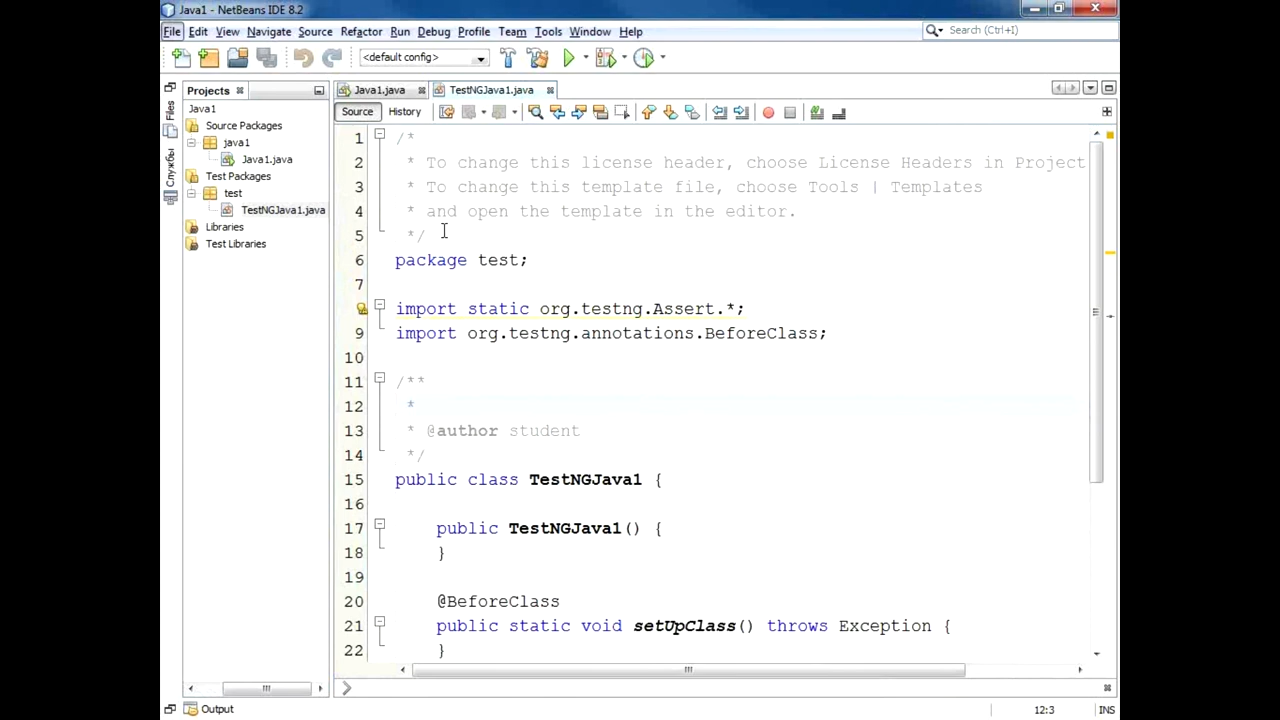 Java1 - NetBeans IDE 8.2
File Edit View Navigate Source Refactor Run Debug Profile Team Tools Window Help
Search (Ctrl+I)
<default config>
Projects
Java1.java
TestNGJava1.java
Files
Службы
Java1
Source Packages
java1
Java1.java
Test Packages
test
TestNGJava1.java
Libraries
Test Libraries
Source History
1 /*
2 * To change this license header, choose License Headers in Project
3 * To change this template file, choose Tools | Templates
4 * and open the template in the editor.
5 */
6 package test;
7
8 import static org.testng.Assert.*;
9 import org.testng.annotations.BeforeClass;
10
11 /**
12 *
13 * @author student
14 */
15 public class TestNGJava1 {
16
17 public TestNGJava1() {
18 }
19
20 @BeforeClass
21 public static void setUpClass() throws Exception {
22 }
Output
12:3
INS